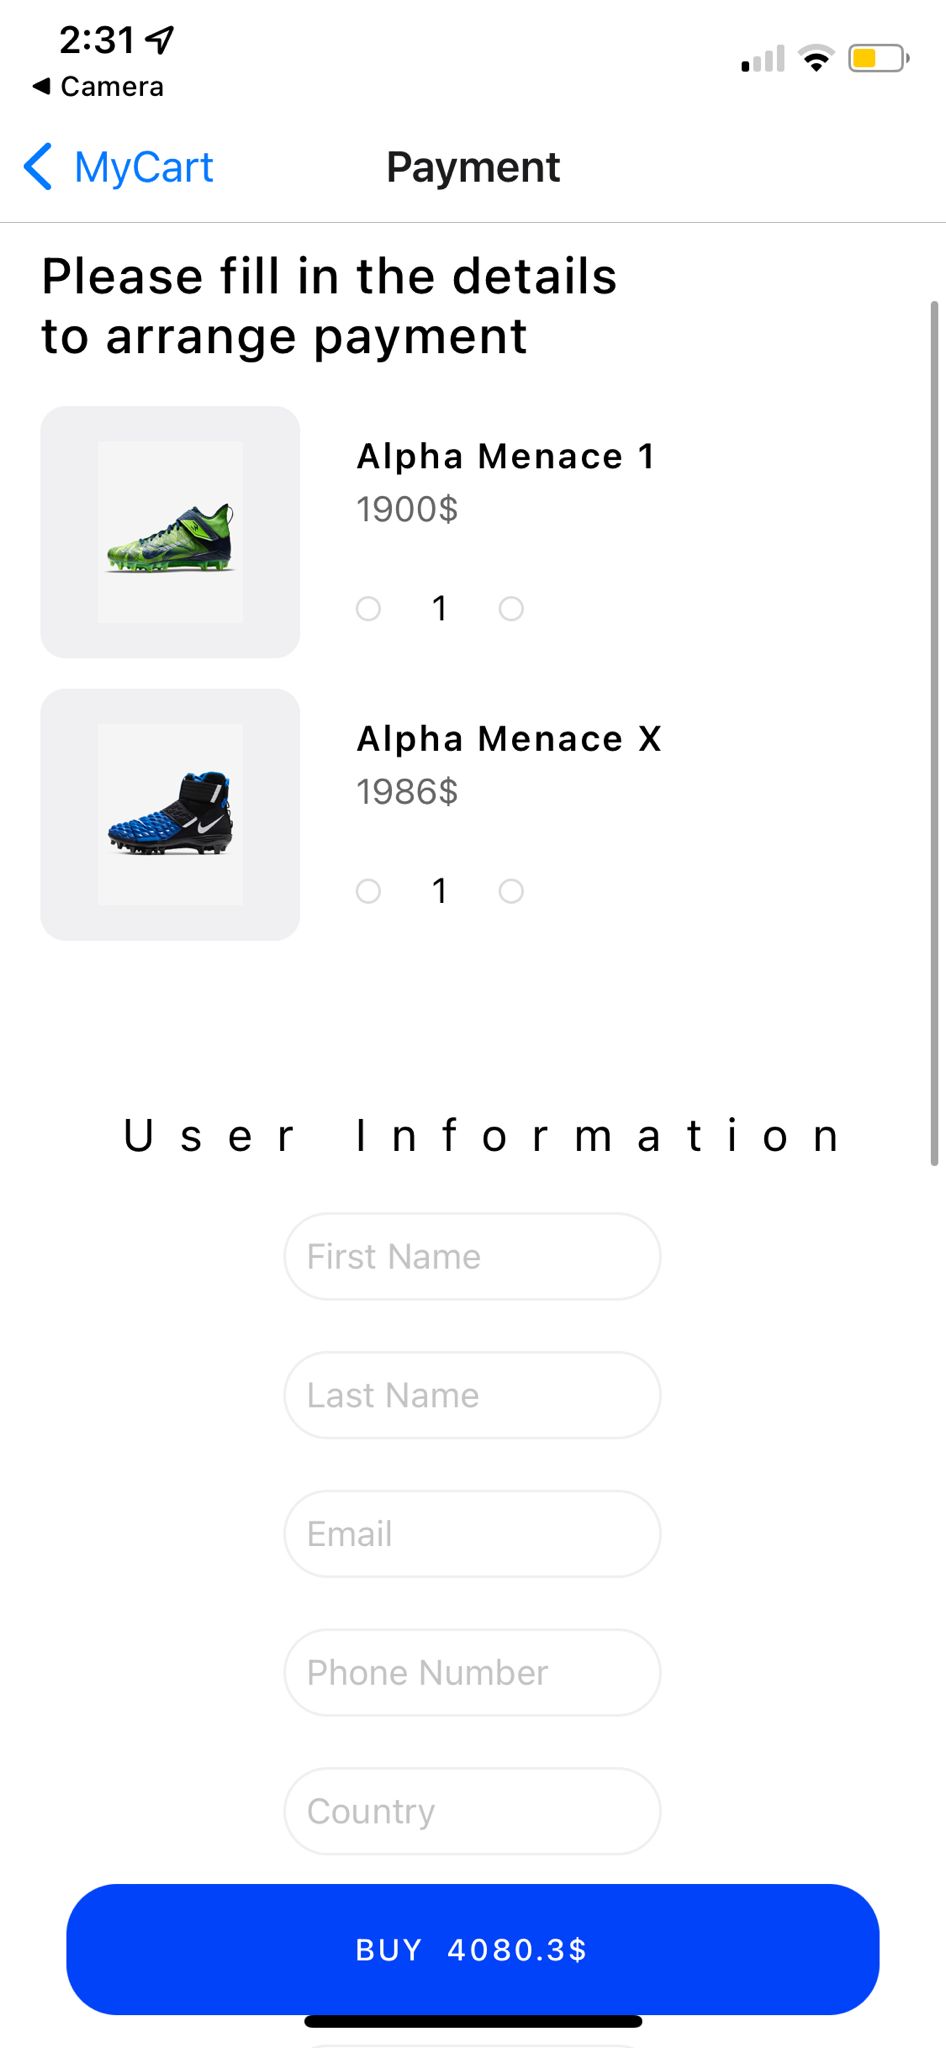 2:31
◀ Camera
MyCart
Payment
Please fill in the details
to arrange payment
Alpha Menace 1
1900$
1
Alpha Menace X
1986$
1
User Information
First Name
Last Name
Email
Phone Number
Country
BUY 4080.3$